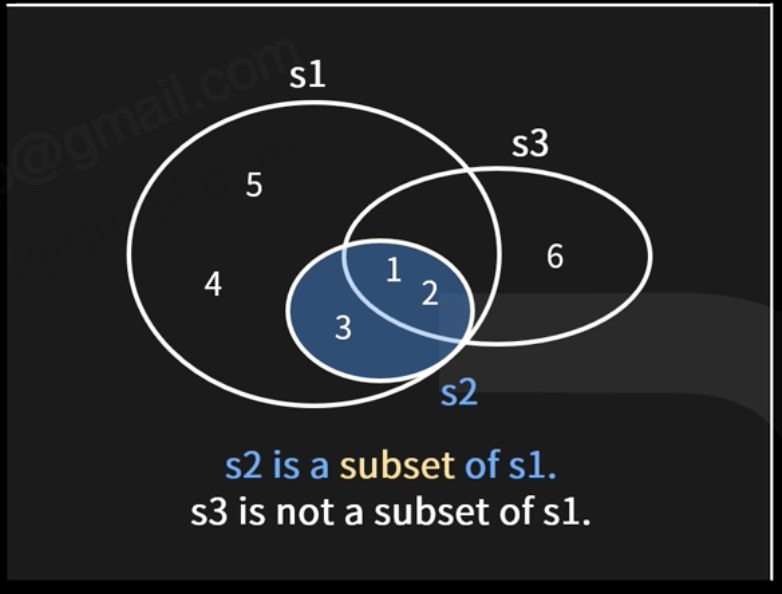 @gmail.com
s1
s3
5
1
6
4
2
3
s2
s2 is a subset of s1.
s3 is not a subset of s1.